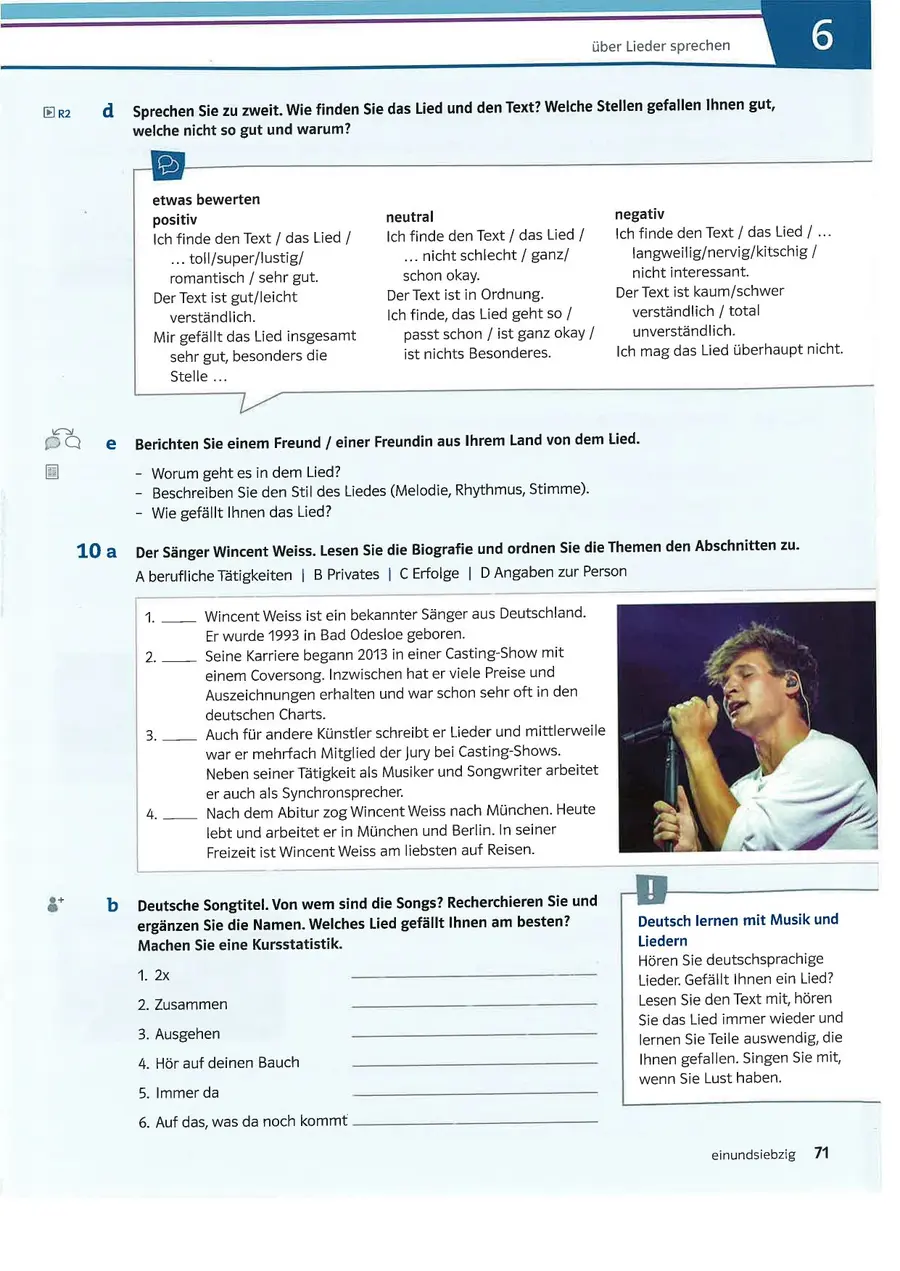 über Lieder sprechen
6
R2
d Sprechen Sie zu zweit. Wie finden Sie das Lied und den Text? Welche Stellen gefallen Ihnen gut,
welche nicht so gut und warum?
etwas bewerten
positiv
Ich finde den Text / das Lied /
... toll/super/lustig/
romantisch / sehr gut.
Der Text ist gut/leicht
verständlich.
Mir gefällt das Lied insgesamt
sehr gut, besonders die
Stelle ...
neutral
Ich finde den Text / das Lied /
... nicht schlecht / ganz/
schon okay.
Der Text ist in Ordnung.
Ich finde, das Lied geht so /
passt schon / ist ganz okay /
ist nichts Besonderes.
negativ
Ich finde den Text / das Lied / ...
langweilig/nervig/kitschig /
nicht interessant.
Der Text ist kaum/schwer
verständlich / total
unverständlich.
Ich mag das Lied überhaupt nicht.
e Berichten Sie einem Freund / einer Freundin aus Ihrem Land von dem Lied.
– Worum geht es in dem Lied?
– Beschreiben Sie den Stil des Liedes (Melodie, Rhythmus, Stimme).
– Wie gefällt Ihnen das Lied?
10 a Der Sänger Wincent Weiss. Lesen Sie die Biografie und ordnen Sie die Themen den Abschnitten zu.
A berufliche Tätigkeiten | B Privates | C Erfolge | D Angaben zur Person
1. ____ Wincent Weiss ist ein bekannter Sänger aus Deutschland.
Er wurde 1993 in Bad Odesloe geboren.
2. ____ Seine Karriere begann 2013 in einer Casting-Show mit
einem Coversong. Inzwischen hat er viele Preise und
Auszeichnungen erhalten und war schon sehr oft in den
deutschen Charts.
3. ____ Auch für andere Künstler schreibt er Lieder und mittlerweile
war er mehrfach Mitglied der Jury bei Casting-Shows.
Neben seiner Tätigkeit als Musiker und Songwriter arbeitet
er auch als Synchronsprecher.
4. ____ Nach dem Abitur zog Wincent Weiss nach München. Heute
lebt und arbeitet er in München und Berlin. In seiner
Freizeit ist Wincent Weiss am liebsten auf Reisen.
b Deutsche Songtitel. Von wem sind die Songs? Recherchieren Sie und
ergänzen Sie die Namen. Welches Lied gefällt Ihnen am besten?
Machen Sie eine Kursstatistik.
1. 2x
2. Zusammen
3. Ausgehen
4. Hör auf deinen Bauch
5. Immer da
6. Auf das, was da noch kommt
!
Deutsch lernen mit Musik und
Liedern
Hören Sie deutschsprachige
Lieder. Gefällt Ihnen ein Lied?
Lesen Sie den Text mit, hören
Sie das Lied immer wieder und
lernen Sie Teile auswendig, die
Ihnen gefallen. Singen Sie mit,
wenn Sie Lust haben.
einundsiebzig 71